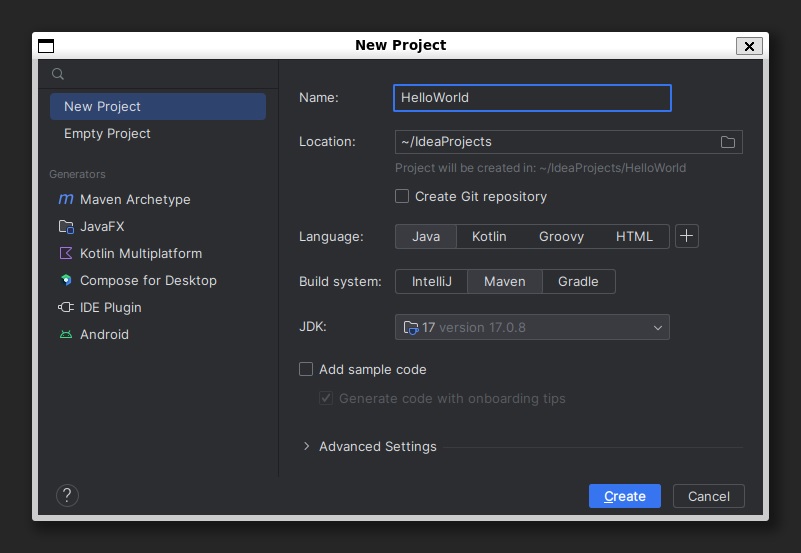 New Project
New Project
Empty Project
Generators
Maven Archetype
JavaFX
Kotlin Multiplatform
Compose for Desktop
IDE Plugin
Android
Name: HelloWorld
Location: ~/IdeaProjects
Project will be created in: ~/IdeaProjects/HelloWorld
Create Git repository
Language: Java Kotlin Groovy HTML +
Build system: IntelliJ Maven Gradle
JDK: 17 version 17.0.8
Add sample code
Generate code with onboarding tips
Advanced Settings
? Create Cancel